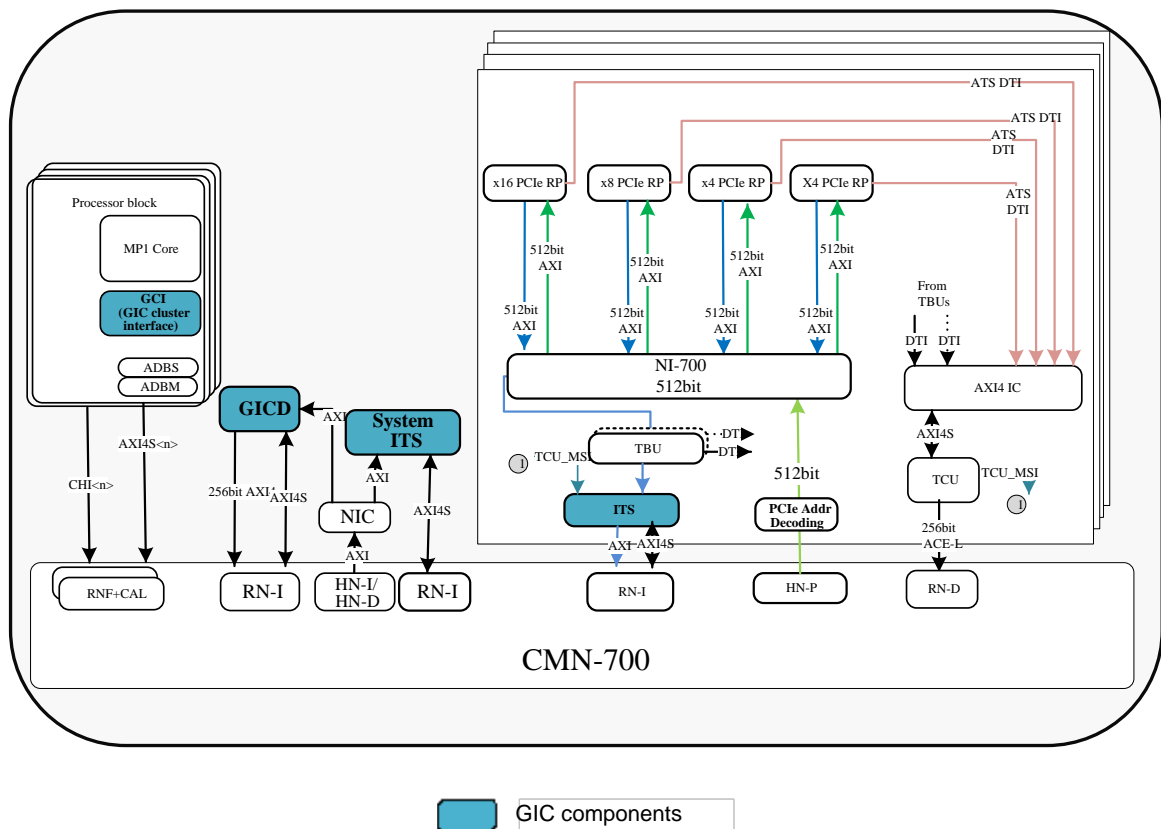 ATS DTI
ATS DTI
ATS
DTI
x16 PCIe RP
x8 PCIe RP
x4 PCIe RP
X4 PCIe RP
ATS
DTI
Processor block
MP1 Core
GCI
(GIC cluster
interface)
ADBS
ADBM
512bit
AXI
512bit
AXI
512bit
AXI
512bit
AXI
512bit
AXI
512bit
AXI
512bit
AXI
512bit
AXI
From
TBUs
DTI
DTI
NI-700
512bit
AXI4 IC
GICD
AXI
System
ITS
AXI4S<n>
CHI<n>
256bit AXI4
AXI4S
AXI
NIC
AXI
AXI4S
TBU
DT
DT
1
TCU_MSI
ITS
AXI
AXI4S
512bit
PCIe Addr
Decoding
AXI4S
TCU
TCU_MSI
1
256bit
ACE-L
RNF+CAL
RN-I
HN-I/
HN-D
RN-I
RN-I
HN-P
RN-D
CMN-700
GIC components